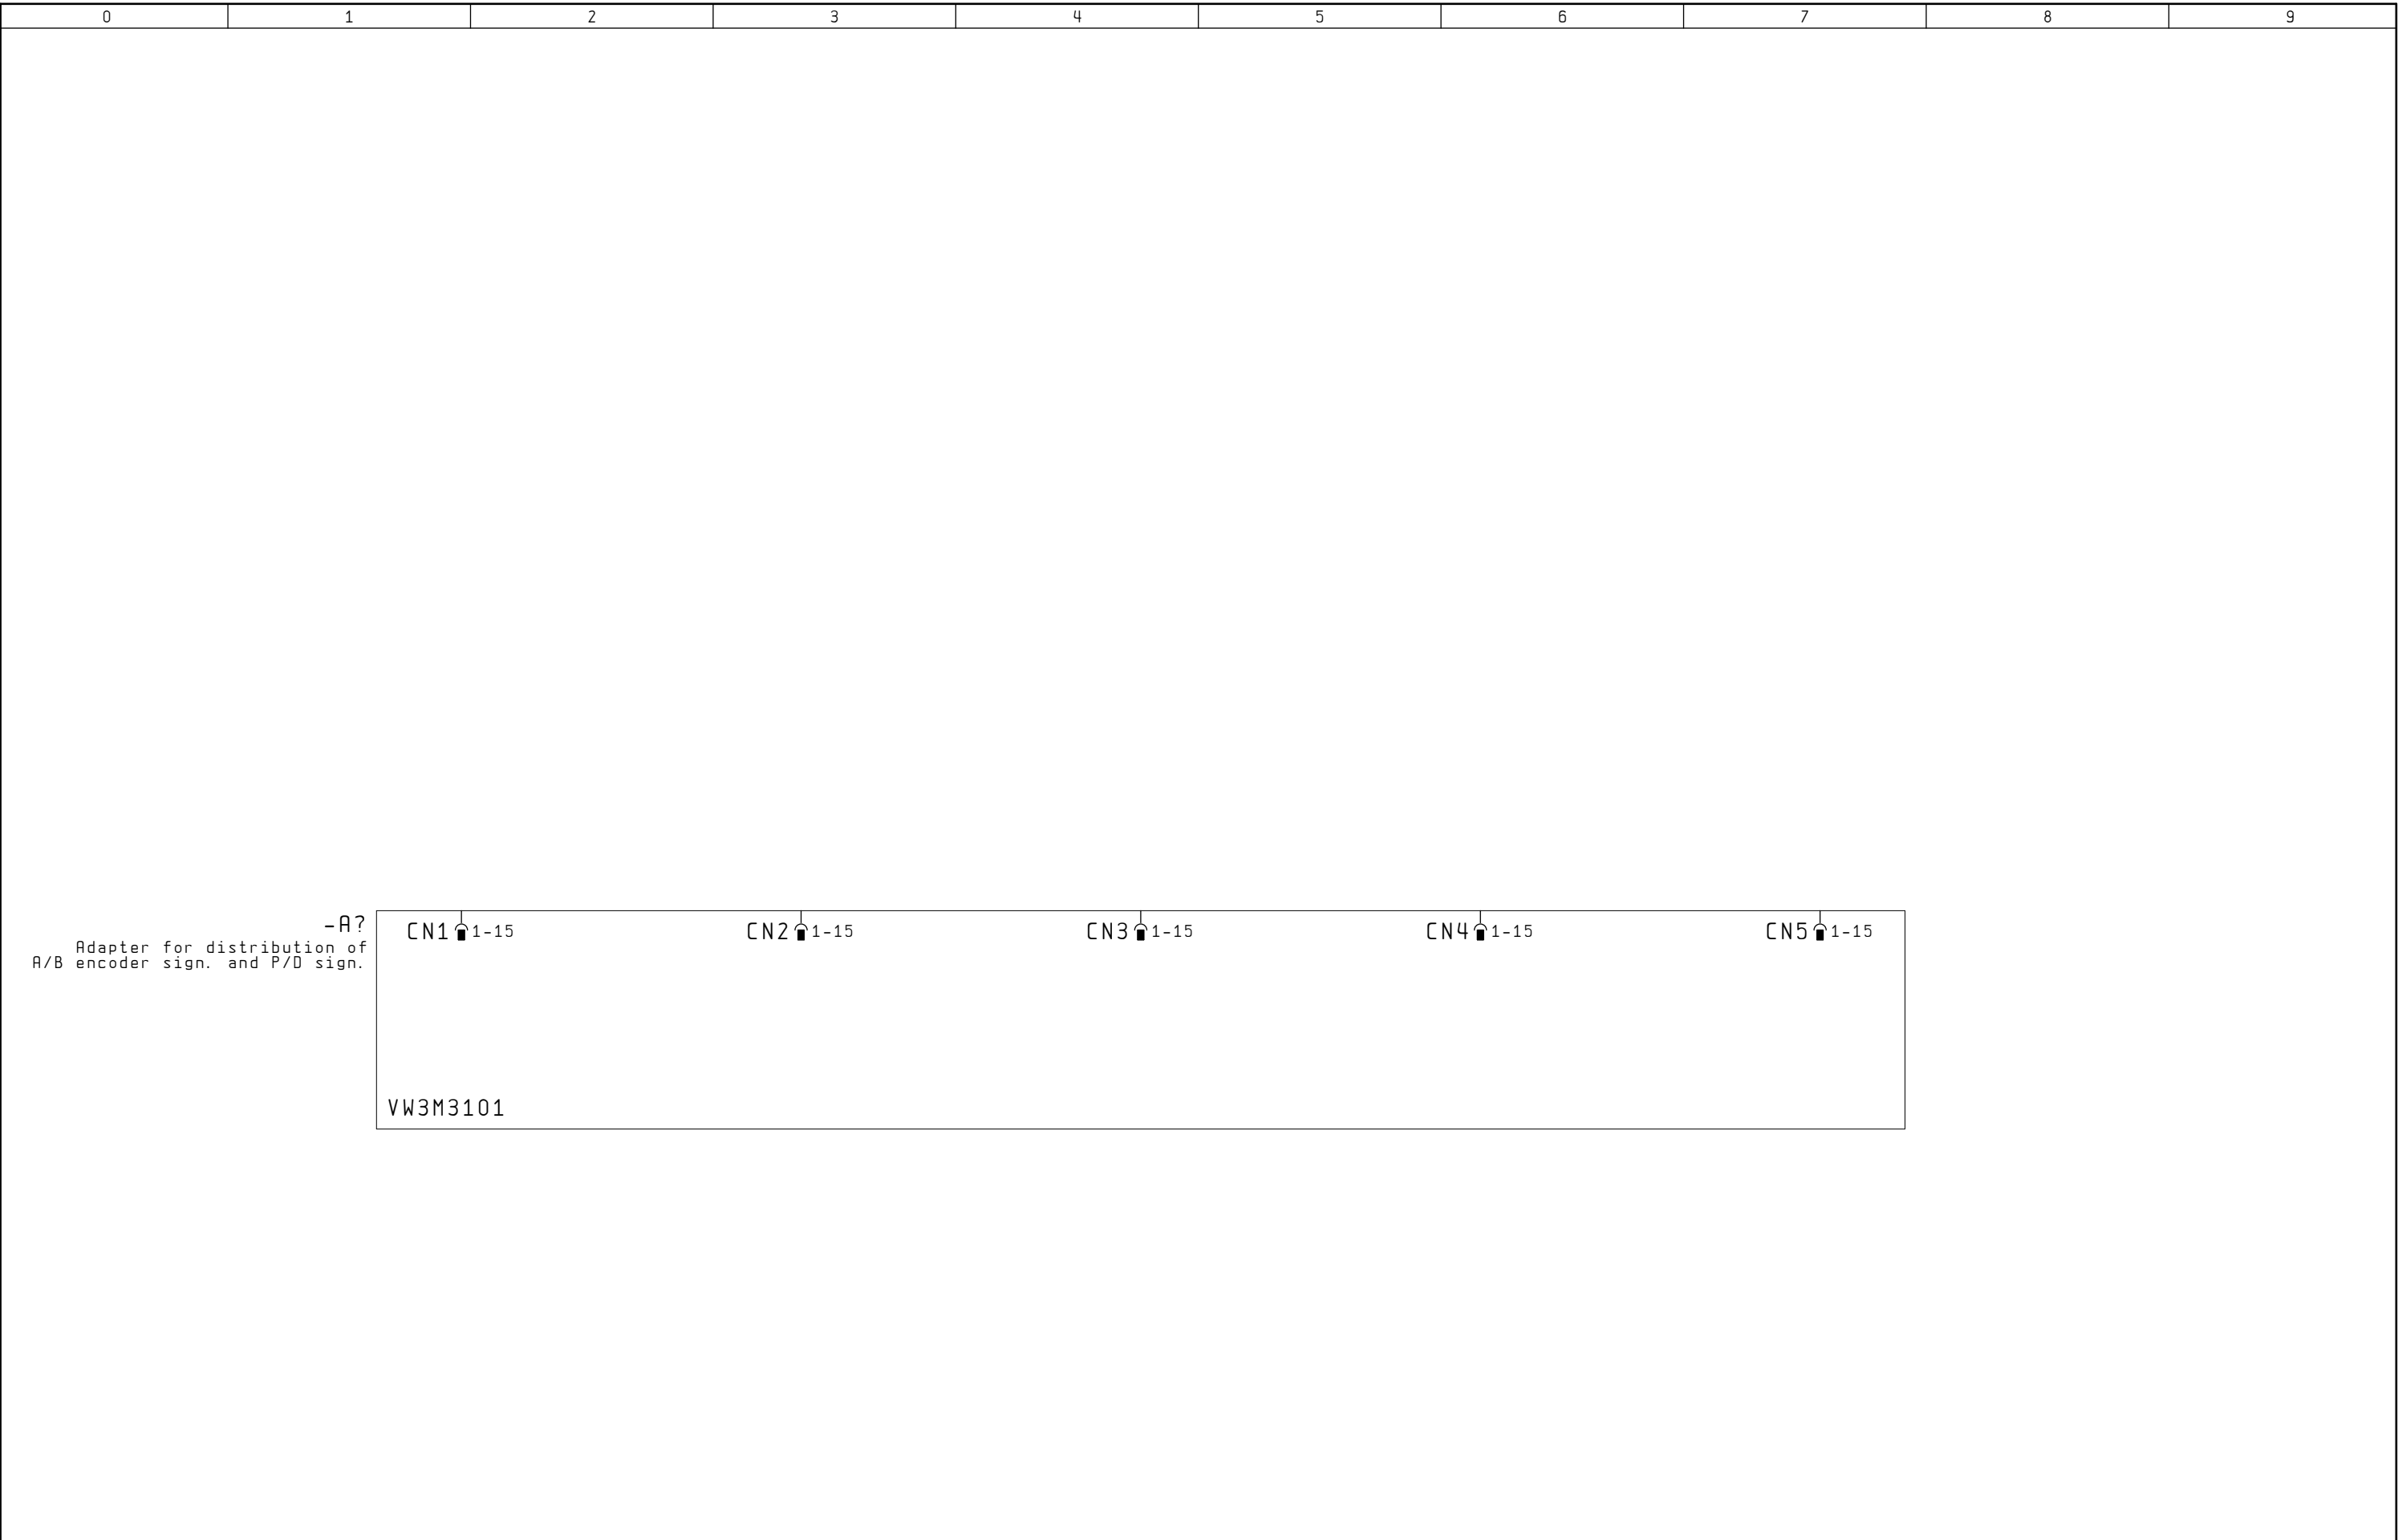 0 1 2 3 4 5 6 7 8 9
-A?
CN1 1-15 CN2 1-15 CN3 1-15 CN4 1-15 CN5 1-15
Adapter for distribution of
A/B encoder sign. and P/D sign.
VW3M3101